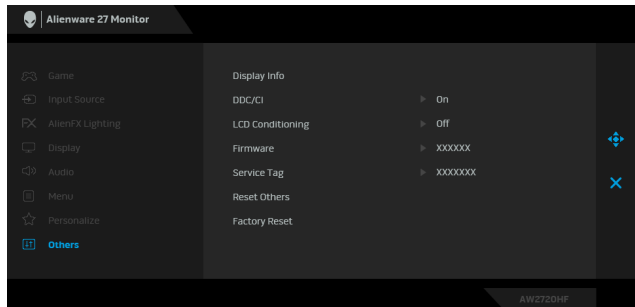 Alienware 27 Monitor
Game
Input Source
AlienFX Lighting
Display
Audio
Menu
Personalize
Others
Display Info
DDC/CI On
LCD Conditioning Off
Firmware XXXXXX
Service Tag XXXXXXX
Reset Others
Factory Reset
AW2720HF